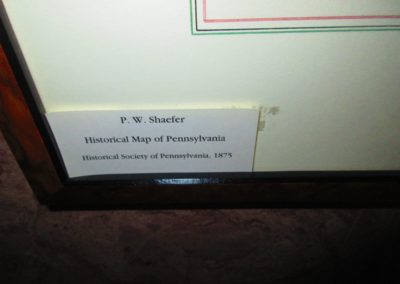 P. W. Shaefer
Historical Map of Pennsylvania
Historical Society of Pennsylvania, 1875